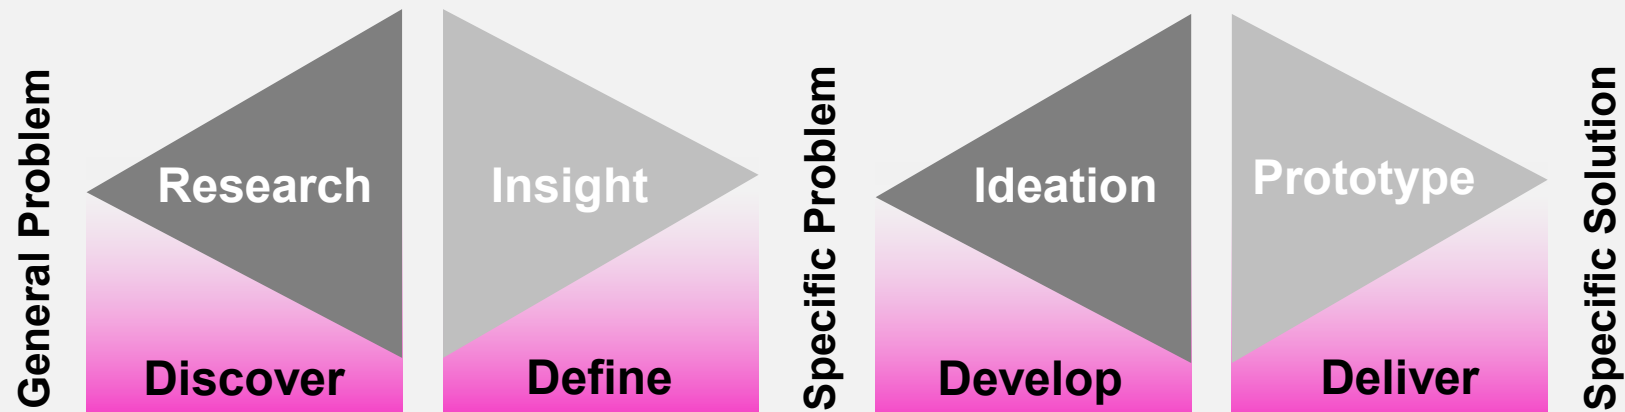 General Problem
Research
Discover
Insight
Define
Specific Problem
Ideation
Develop
Prototype
Deliver
Specific Solution